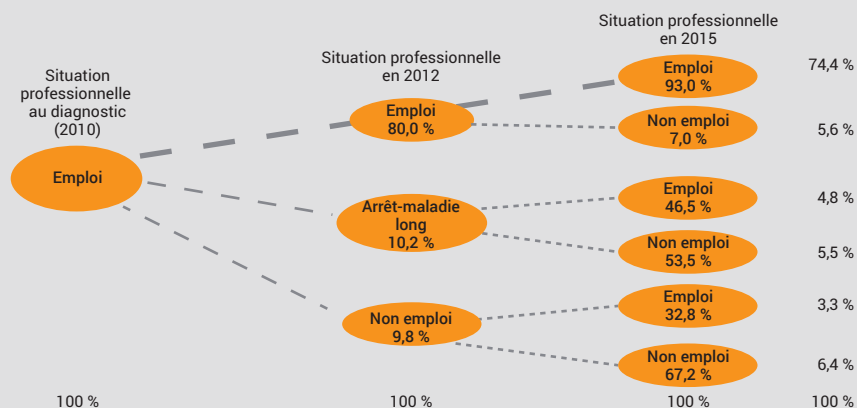 Situation professionnelle
en 2015
Situation professionnelle
en 2012
Situation
professionnelle
au diagnostic
(2010)
Emploi
93,0 %
74,4 %
Emploi
80,0 %
Non emploi
7,0 %
5,6 %
Emploi
Arrêt-maladie
long
10,2 %
Emploi
46,5 %
4,8 %
Non emploi
53,5 %
5,5 %
Non emploi
9,8 %
Emploi
32,8 %
3,3 %
Non emploi
67,2 %
6,4 %
100 %
100 %
100 %
100 %